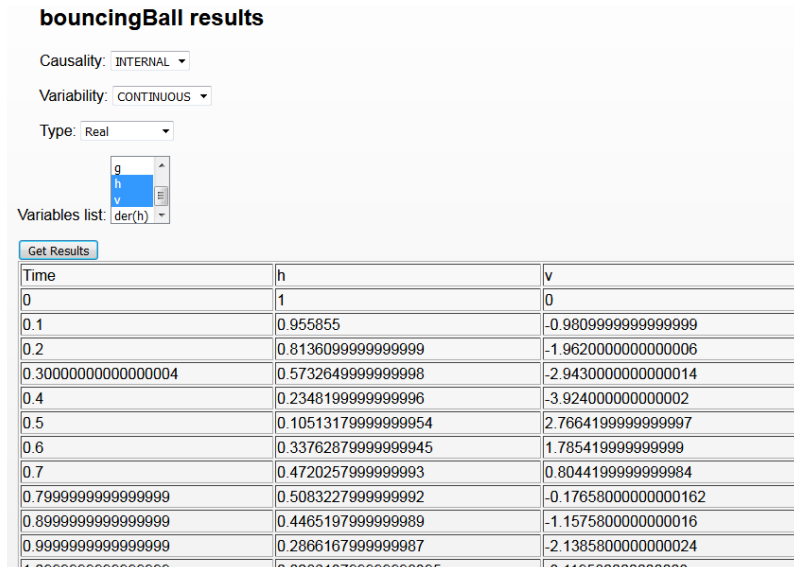 bouncingBall results
Causality: INTERNAL
Variability: CONTINUOUS
Type: Real
g
h
v
Variables list: der(h)
Get Results
Time h v
0 1 0
0.1 0.955855 -0.9809999999999999
0.2 0.8136099999999999 -1.9620000000000006
0.30000000000000004 0.5732649999999998 -2.9430000000000014
0.4 0.2348199999999996 -3.924000000000002
0.5 0.10513179999999954 2.7664199999999997
0.6 0.33762879999999945 1.785419999999999
0.7 0.4720257999999993 0.8044199999999984
0.7999999999999999 0.5083227999999992 -0.17658000000000162
0.8999999999999999 0.4465197999999989 -1.1575800000000016
0.9999999999999999 0.2866167999999987 -2.1385800000000024